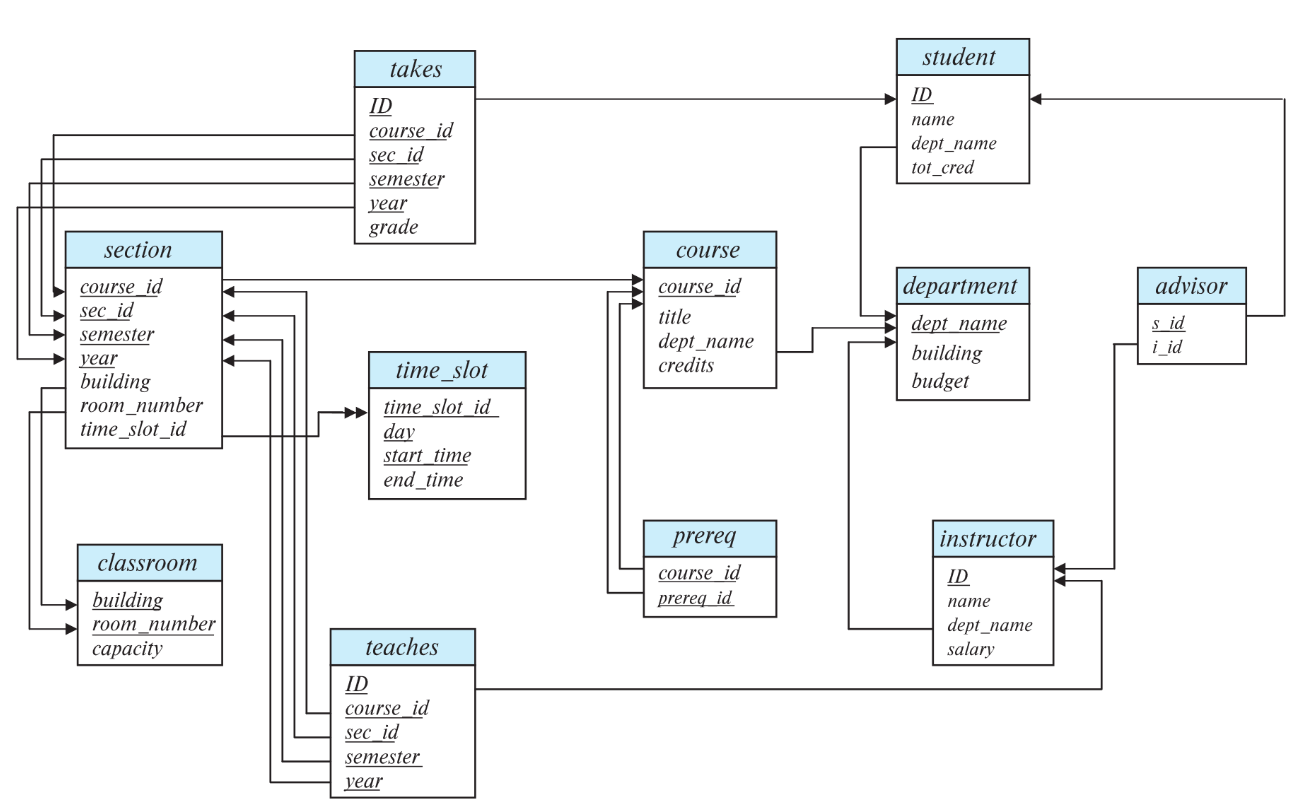 takes
ID
course_id
sec_id
semester
year
grade
student
ID
name
dept_name
tot_cred
section
course_id
sec_id
semester
year
building
room_number
time_slot_id
course
course_id
title
dept_name
credits
department
dept_name
building
budget
advisor
s_id
i_id
time_slot
time_slot_id
day
start_time
end_time
prereq
course_id
prereq_id
instructor
ID
name
dept_name
salary
classroom
building
room_number
capacity
teaches
ID
course_id
sec_id
semester
year